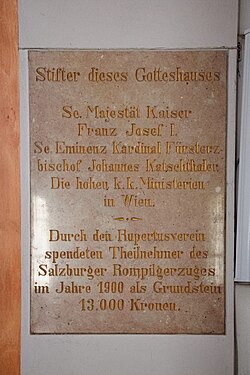 Stifter dieses Gotteshauses
Se. Majestät Kaiser
Franz Josef I.
Se. Eminenz Kardinal Fürsterz-
bischof Johannes Katschthaler
Die hohen k.k. Ministerien
in Wien.
Durch den Rupertusverein
spendeten Theilnehmer des
Salzburger Rompilgerzuges
im Jahre 1900 als Grundstein
13.000 Kronen.